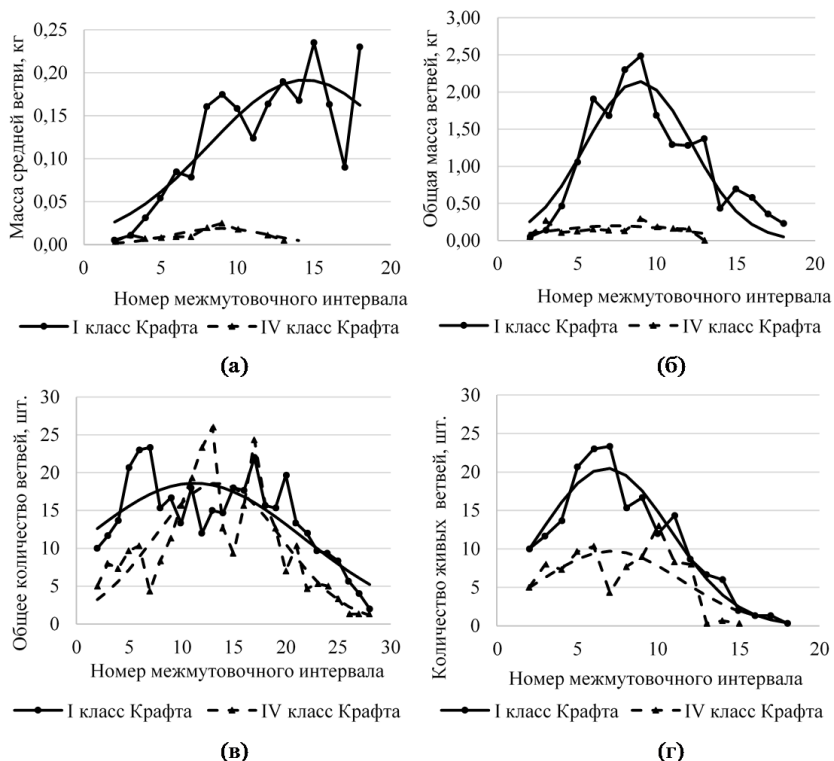 Масса средней ветви, кг
0,25
0,20
0,15
0,10
0,05
0,00
0 5 10 15 20
Номер межмутовочного интервала
I класс Крафта IV класс Крафта
(а)
Общая масса ветвей, кг
3,00
2,50
2,00
1,50
1,00
0,50
0,00
0 5 10 15 20
Номер межмутовочного интервала
I класс Крафта IV класс Крафта
(б)
Общее количество ветвей, шт.
30
25
20
15
10
5
0
0 10 20 30
Номер межмутовочного интервала
I класс Крафта IV класс Крафта
(в)
Количество живых ветвей, шт.
30
25
20
15
10
5
0
0 5 10 15 20
Номер межмутовочного интервала
I класс Крафта IV класс Крафта
(г)